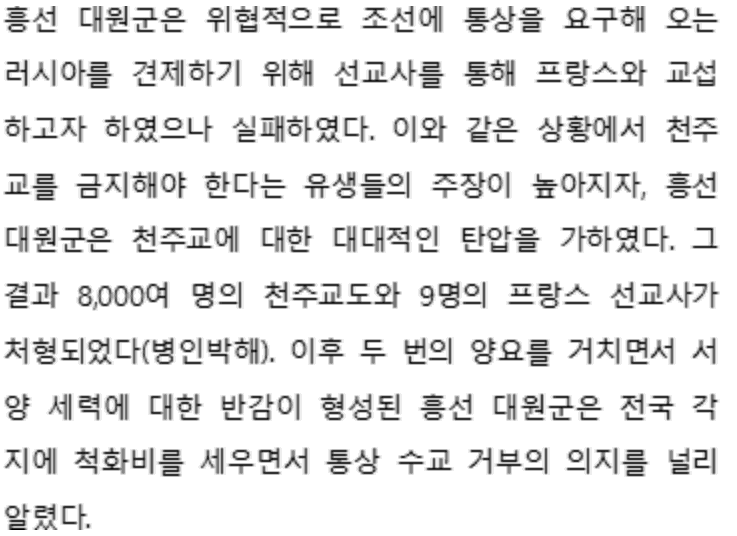 흥선 대원군은 위협적으로 조선에 통상을 요구해 오는
러시아를 견제하기 위해 선교사를 통해 프랑스와 교섭
하고자 하였으나 실패하였다. 이와 같은 상황에서 천주
교를 금지해야 한다는 유생들의 주장이 높아지자, 흥선
대원군은 천주교에 대한 대대적인 탄압을 가하였다. 그
결과 8,000여 명의 천주교도와 9명의 프랑스 선교사가
처형되었다(병인박해). 이후 두 번의 양요를 거치면서 서
양 세력에 대한 반감이 형성된 흥선 대원군은 전국 각
지에 척화비를 세우면서 통상 수교 거부의 의지를 널리
알렸다.